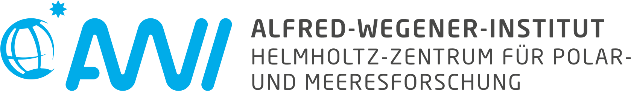 AWI
ALFRED-WEGENER-INSTITUT
HELMHOLTZ-ZENTRUM FÜR POLAR-
UND MEERESFORSCHUNG